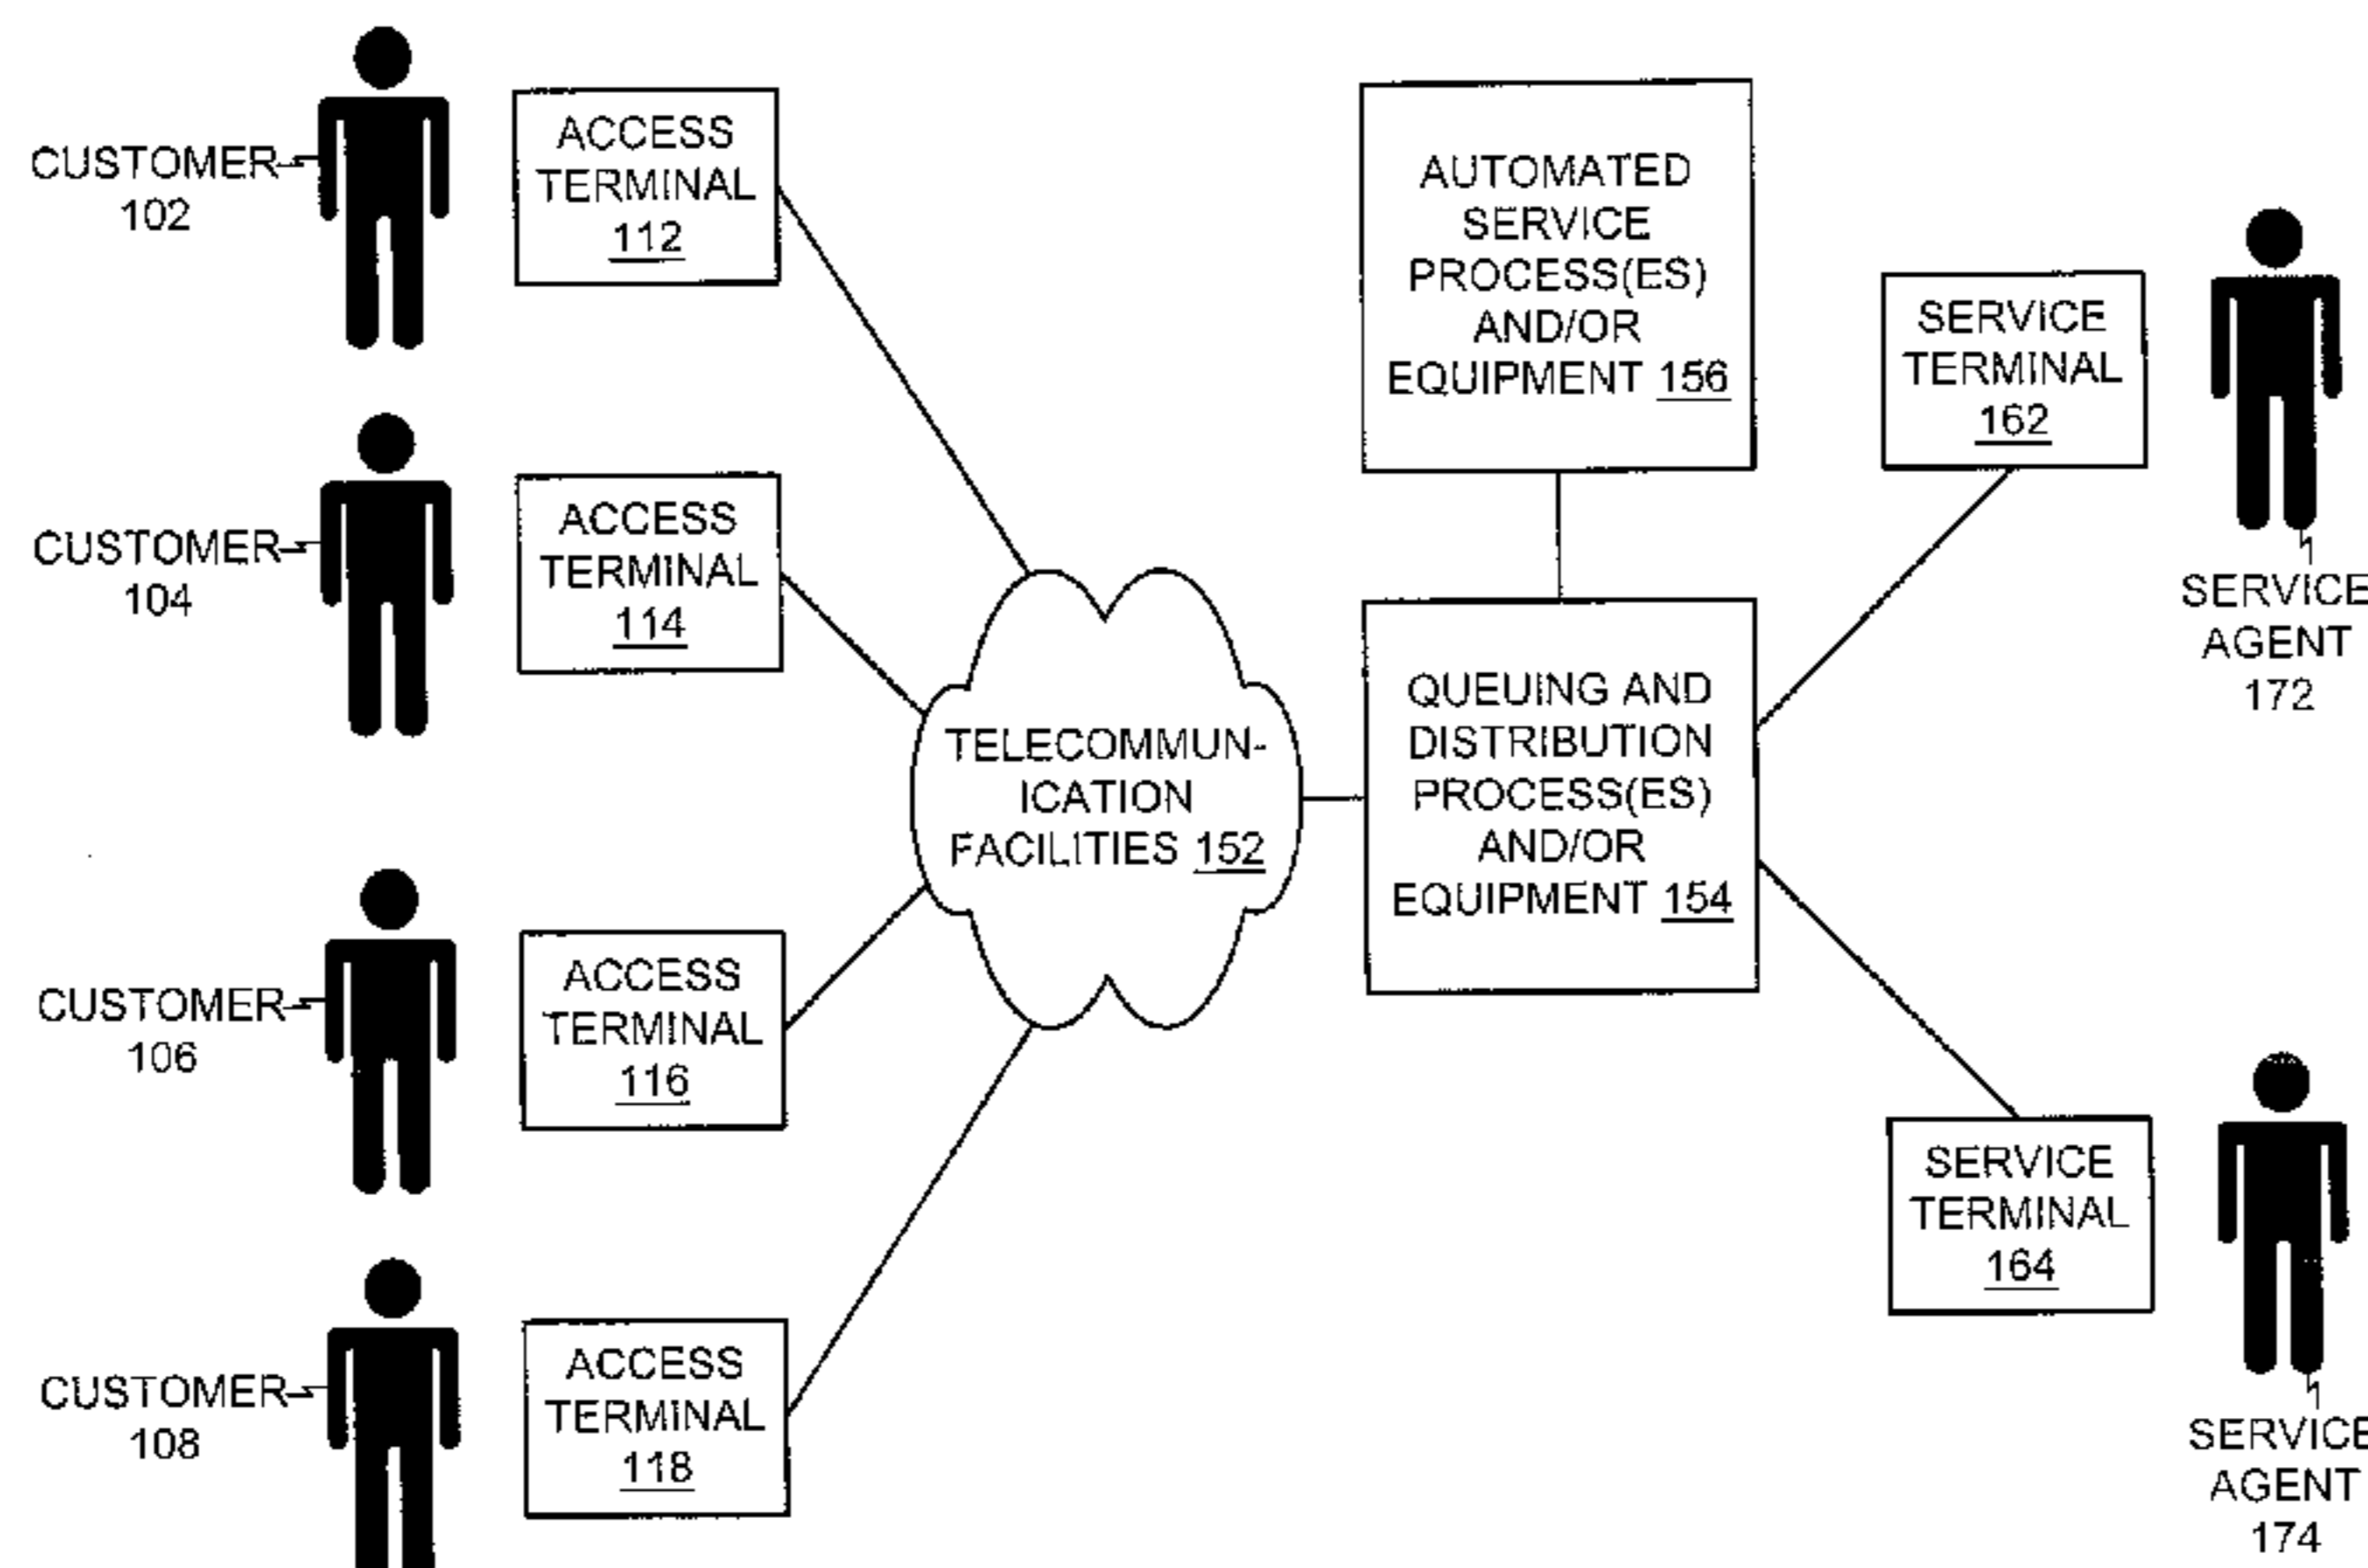 CUSTOMER
102
ACCESS
TERMINAL
112
CUSTOMER
104
ACCESS
TERMINAL
114
CUSTOMER
106
ACCESS
TERMINAL
116
CUSTOMER
108
ACCESS
TERMINAL
118
TELECOMMUN-
ICATION
FACILITIES 152
AUTOMATED
SERVICE
PROCESS(ES)
AND/OR
EQUIPMENT 156
QUEUING AND
DISTRIBUTION
PROCESS(ES)
AND/OR
EQUIPMENT 154
SERVICE
TERMINAL
162
SERVICE
AGENT
172
SERVICE
TERMINAL
164
SERVICE
AGENT
174